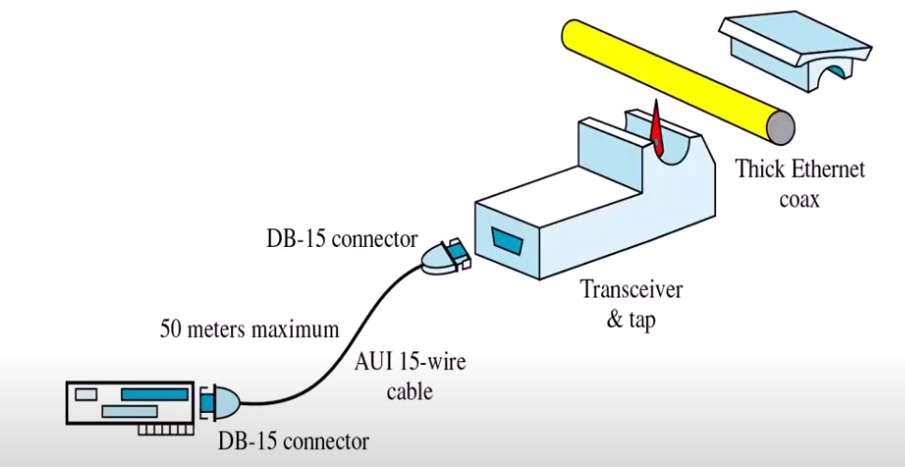 Thick Ethernet
coax
DB-15 connector
Transceiver
& tap
50 meters maximum
AUI 15-wire
cable
DB-15 connector